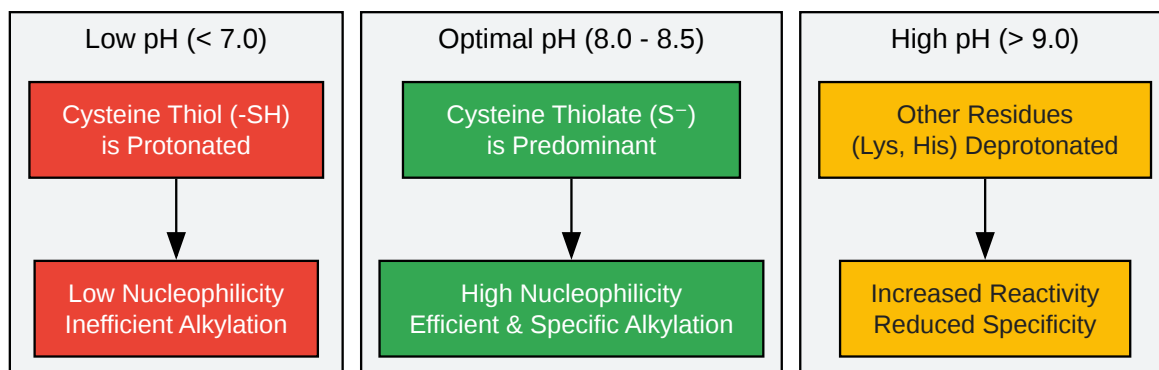 Low pH (< 7.0)
Cysteine Thiol (-SH)
is Protonated
Low Nucleophilicity
Inefficient Alkylation
Optimal pH (8.0 - 8.5)
Cysteine Thiolate (S⁻)
is Predominant
High Nucleophilicity
Efficient & Specific Alkylation
High pH (> 9.0)
Other Residues
(Lys, His) Deprotonated
Increased Reactivity
Reduced Specificity